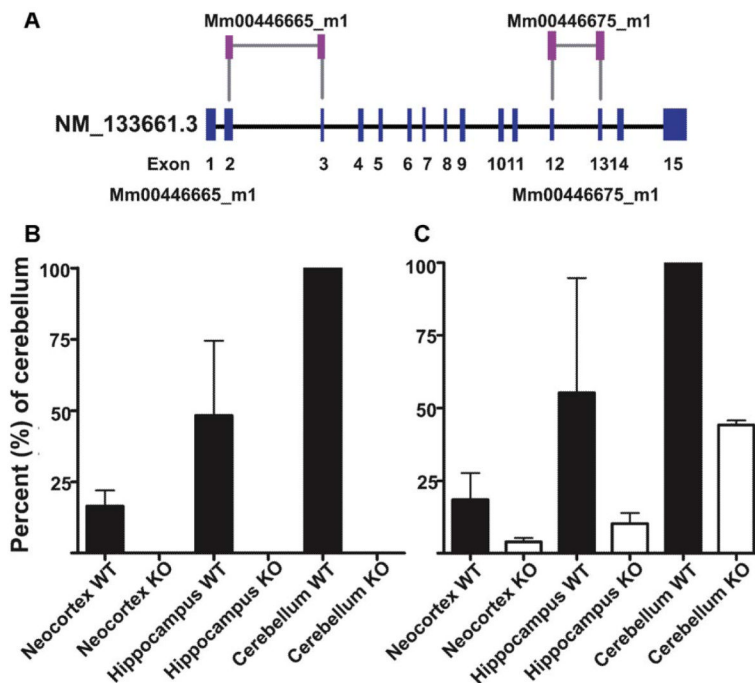 A
Mm00446665_m1 Mm00446675_m1
NM_133661.3
Exon 1 2 3 4 5 6 7 8 9 10 11 12 13 14 15
Mm00446665_m1 Mm00446675_m1
B C
Percent (%) of cerebellum
100
75
50
25
Neocortex WT
Neocortex KO
Hippocampus WT
Hippocampus KO
Cerebellum WT
Cerebellum KO
100
75
50
25
Neocortex WT
Neocortex KO
Hippocampus WT
Hippocampus KO
Cerebellum WT
Cerebellum KO